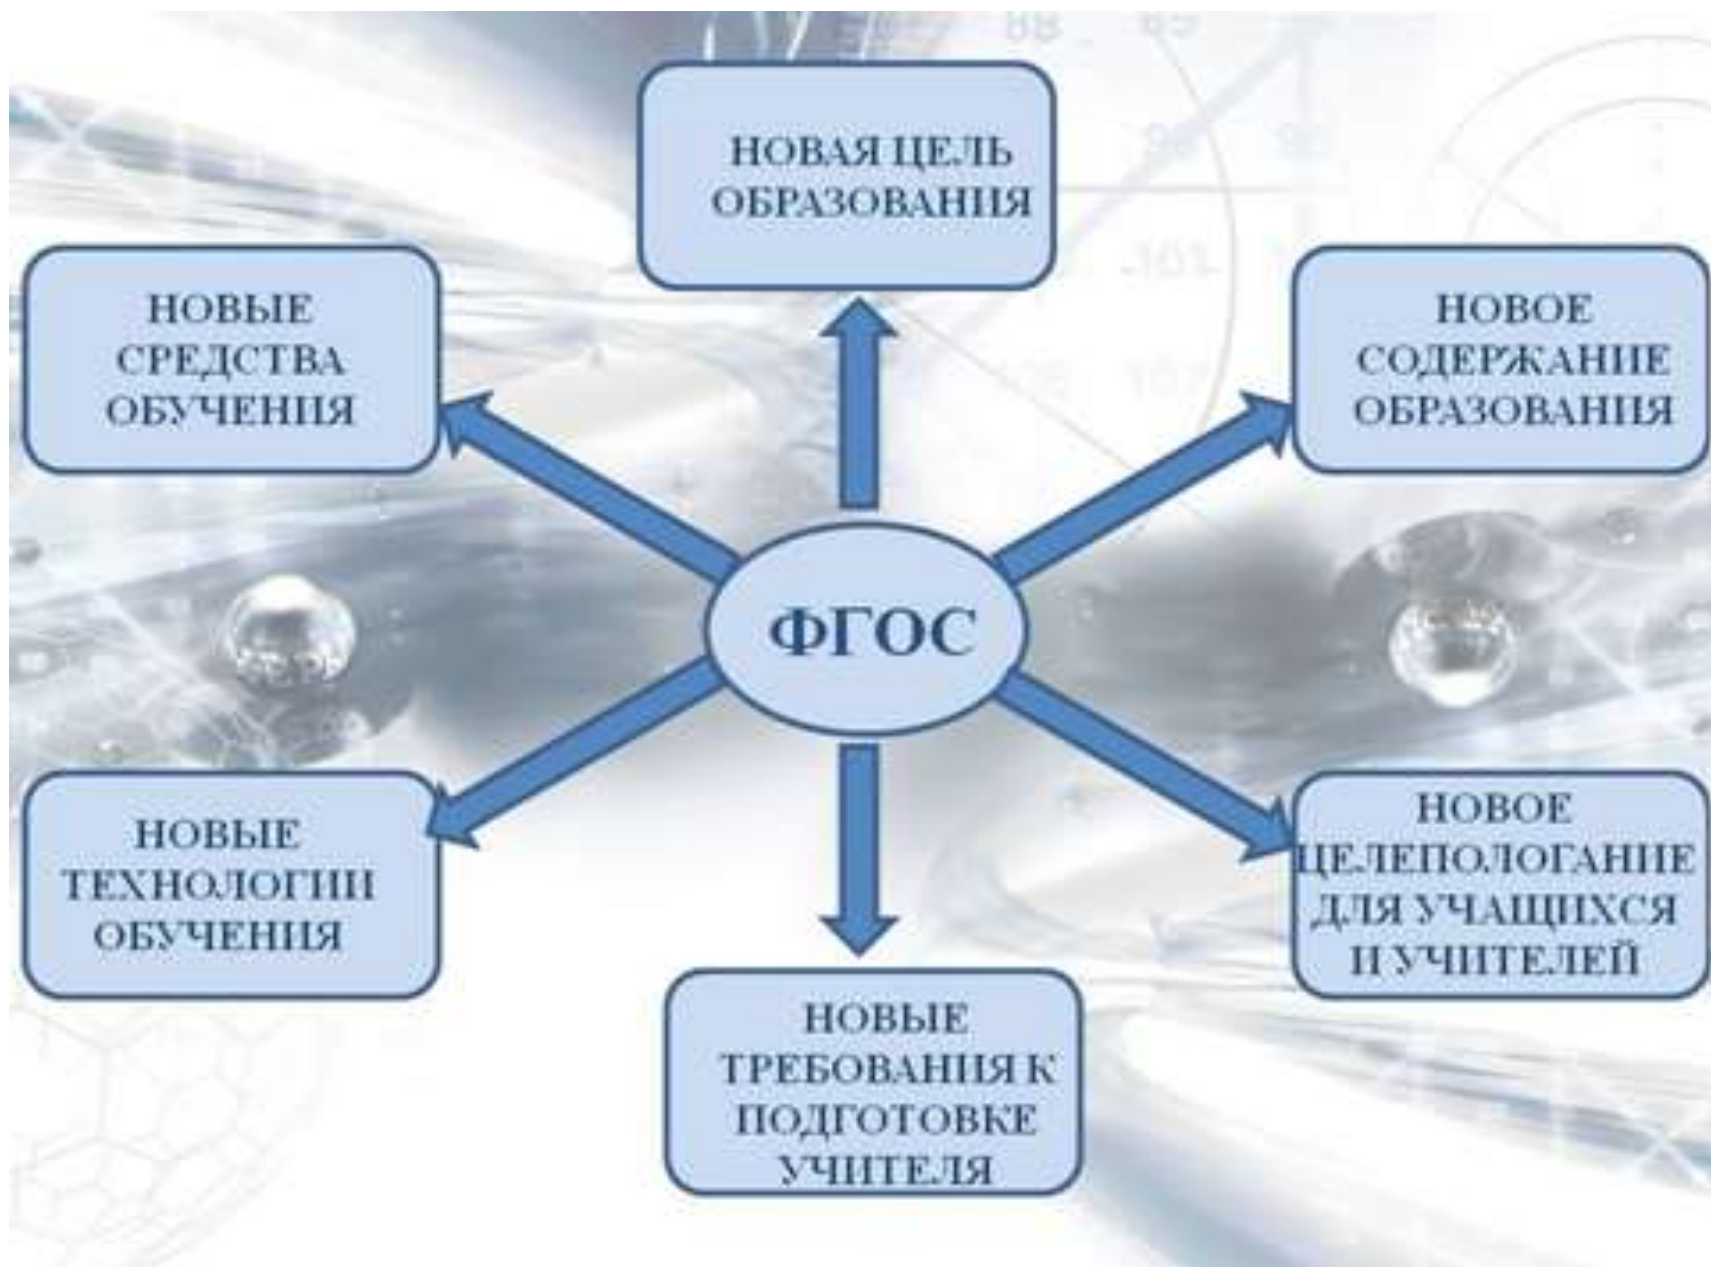 НОВАЯ ЦЕЛЬ
ОБРАЗОВАНИЯ
НОВЫЕ
СРЕДСТВА
ОБУЧЕНИЯ
НОВОЕ
СОДЕРЖАНИЕ
ОБРАЗОВАНИЯ
ФГОС
НОВЫЕ
ТЕХНОЛОГИИ
ОБУЧЕНИЯ
НОВОЕ
ЦЕЛЕПОЛОГАНИЕ
ДЛЯ УЧАЩИХСЯ
И УЧИТЕЛЕЙ
НОВЫЕ
ТРЕБОВАНИЯ К
ПОДГОТОВКЕ
УЧИТЕЛЯ